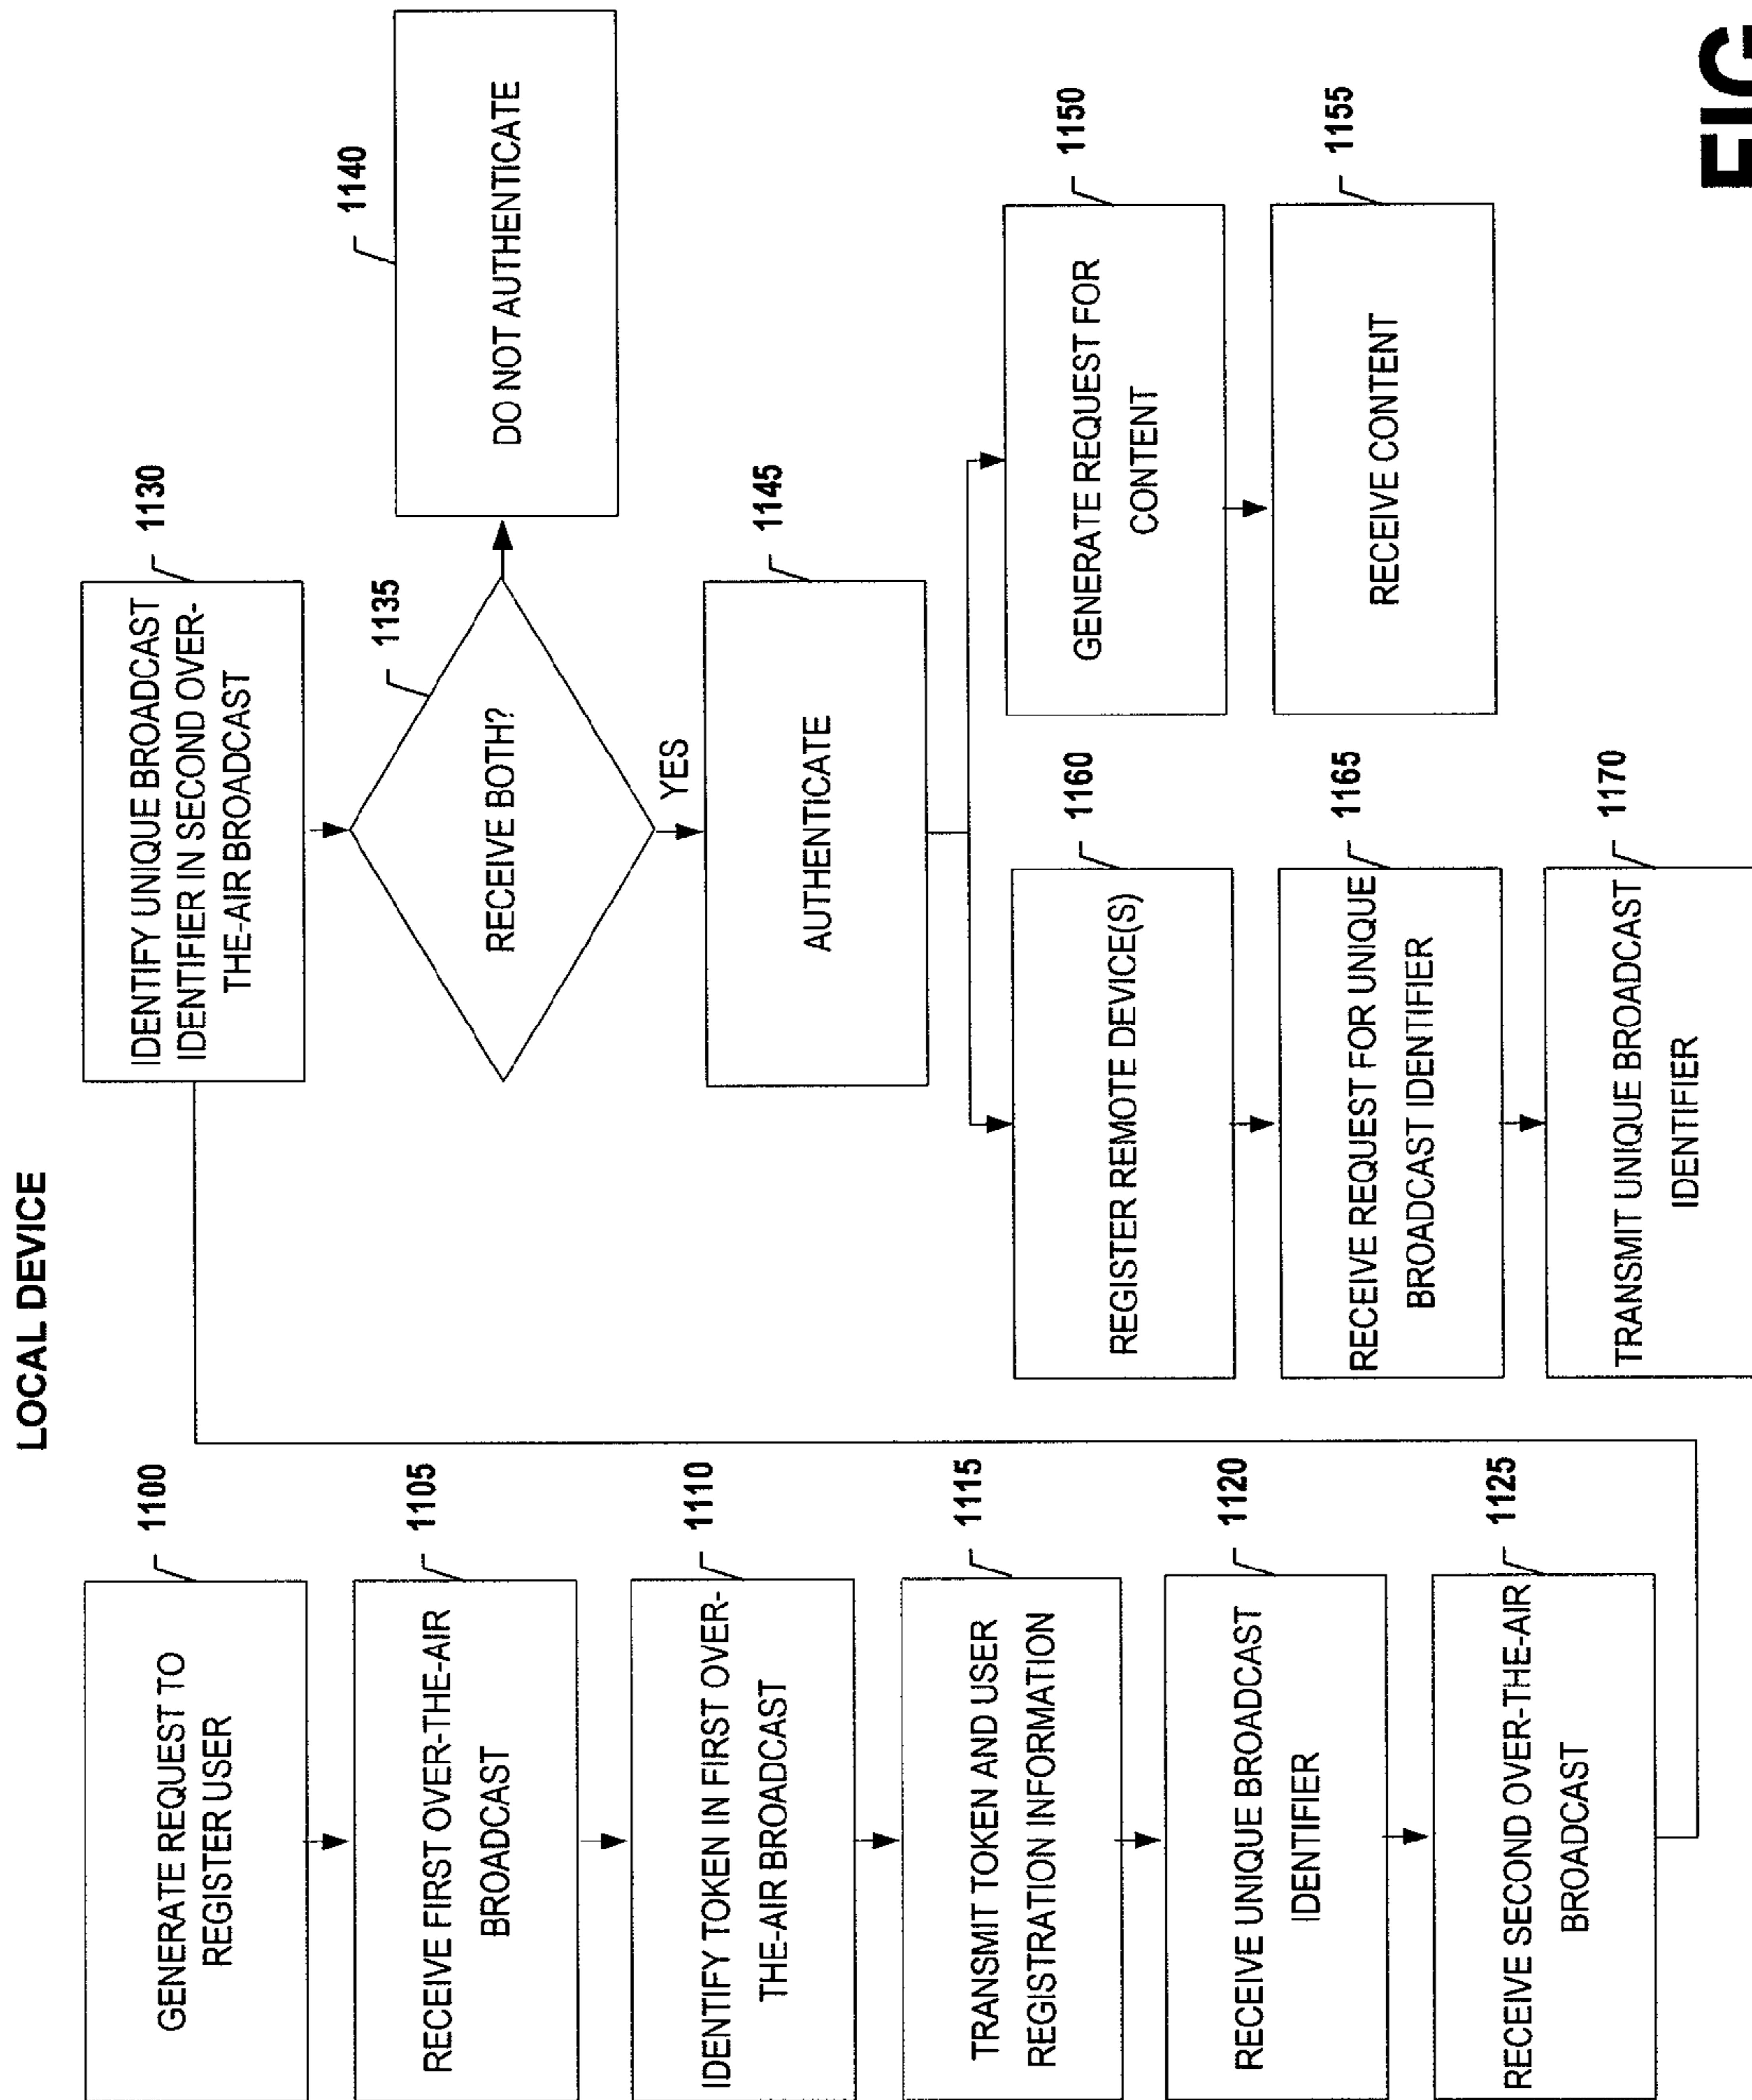 LOCAL DEVICE
1100
GENERATE REQUEST TO
REGISTER USER
1105
RECEIVE FIRST OVER-THE-AIR
BROADCAST
1110
IDENTIFY TOKEN IN FIRST OVER-
THE-AIR BROADCAST
1115
TRANSMIT TOKEN AND USER
REGISTRATION INFORMATION
1120
RECEIVE UNIQUE BROADCAST
IDENTIFIER
1125
RECEIVE SECOND OVER-THE-AIR
BROADCAST
1130
IDENTIFY UNIQUE BROADCAST
IDENTIFIER IN SECOND OVER-
THE-AIR BROADCAST
1135
RECEIVE BOTH?
1140
DO NOT AUTHENTICATE
YES
1145
AUTHENTICATE
1150
GENERATE REQUEST FOR
CONTENT
1155
RECEIVE CONTENT
1160
REGISTER REMOTE DEVICE(S)
1165
RECEIVE REQUEST FOR UNIQUE
BROADCAST IDENTIFIER
1170
TRANSMIT UNIQUE BROADCAST
IDENTIFIER
FIG